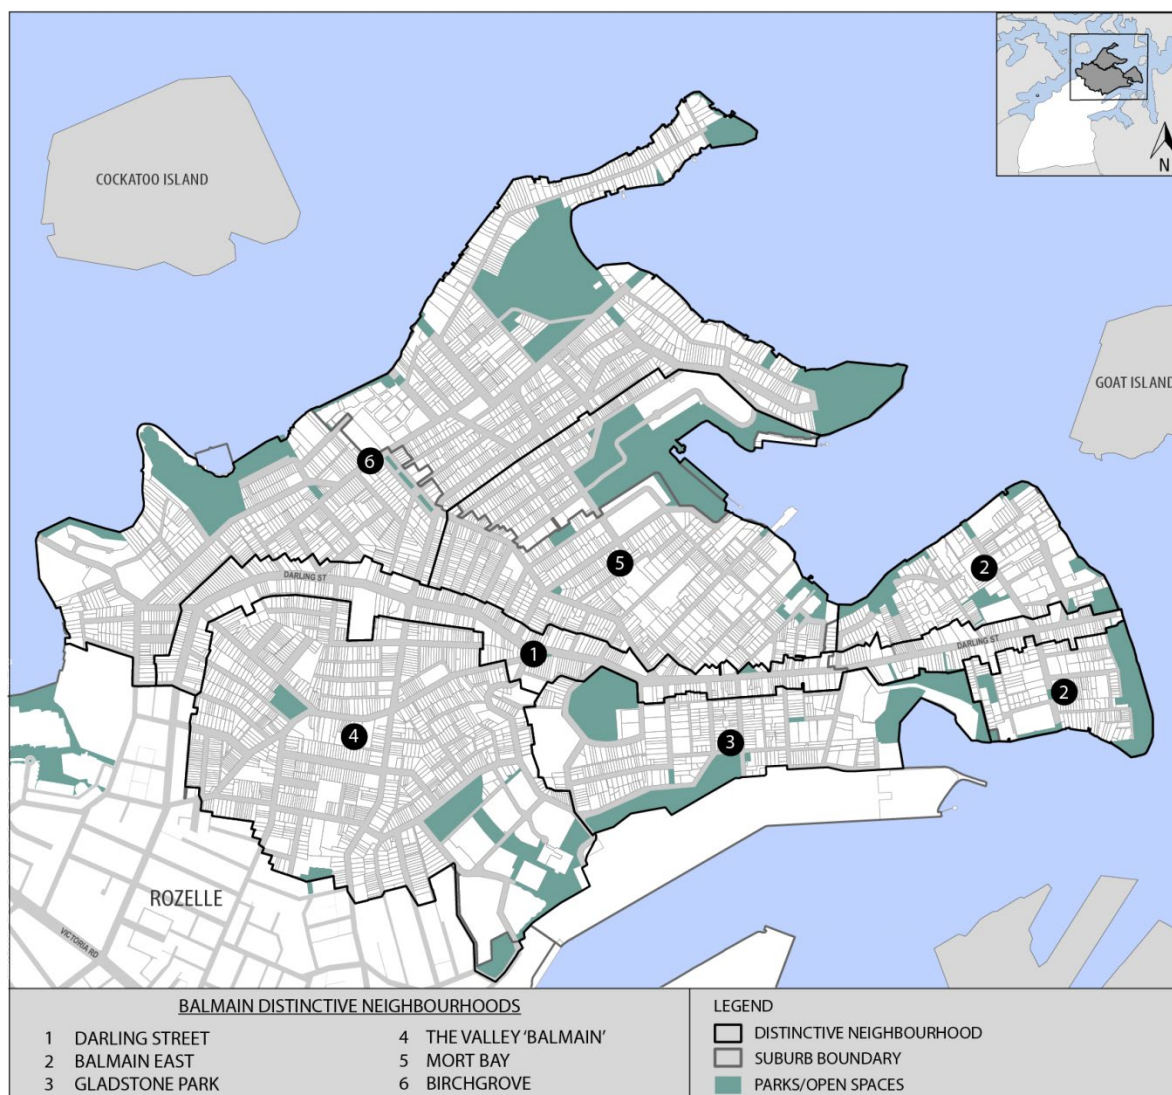 N
COCKATOO ISLAND
GOAT ISLAND
6
5
2
DARLING ST
DARLING ST
1
2
4
3
ROZELLE
VICTORIA RD
BALMAIN DISTINCTIVE NEIGHBOURHOODS
1 DARLING STREET
2 BALMAIN EAST
3 GLADSTONE PARK
4 THE VALLEY 'BALMAIN'
5 MORT BAY
6 BIRCHGROVE
LEGEND
DISTINCTIVE NEIGHBOURHOOD
SUBURB BOUNDARY
PARKS/OPEN SPACES